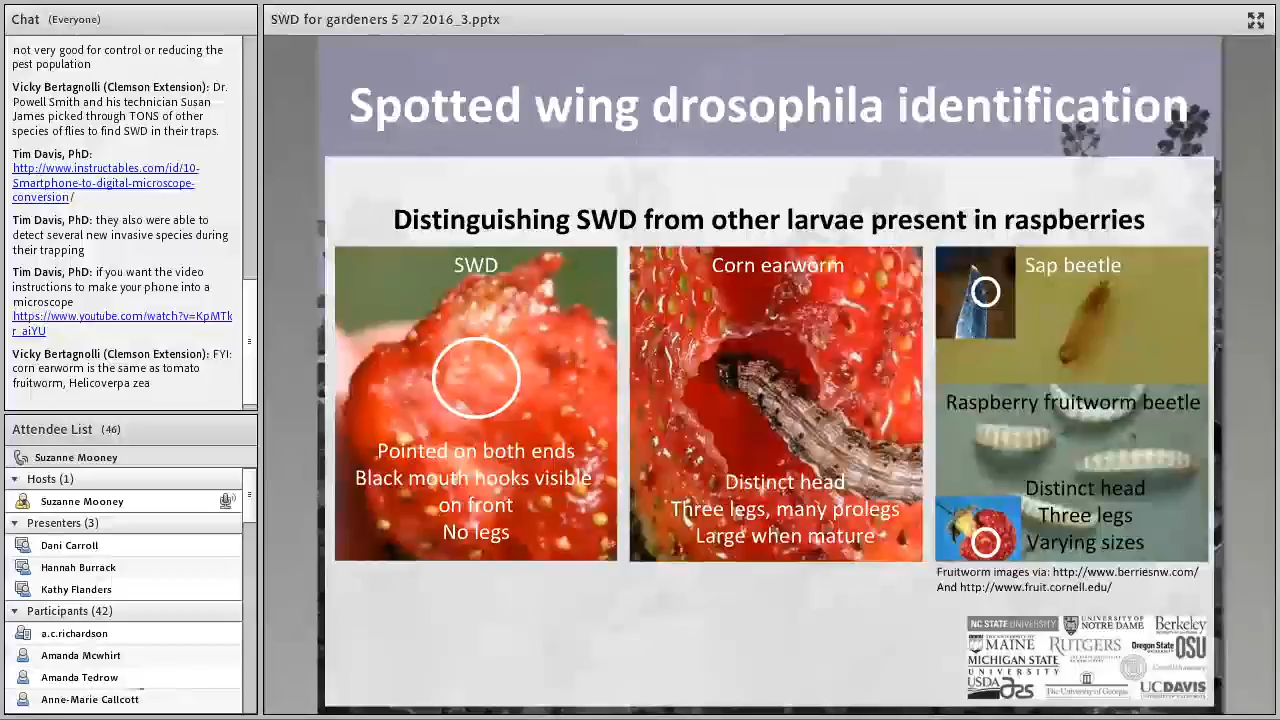 Chat (Everyone)
not very good for control or reducing the
pest population
Vicky Bertagnolli (Clemson Extension): Dr.
Powell Smith and his technician Susan
James picked through TONS of other
species of flies to find SWD in their traps.
Tim Davis, PhD:
http://www.instructables.com/id/10-
Smartphone-to-digital-microscope-
conversion/
Tim Davis, PhD: they also were able to
detect several new invasive species during
their trapping
Tim Davis, PhD: if you want the video
instructions to make your phone into a
microscope
https://www.youtube.com/watch?v=KpMTk
r_aiYU
Vicky Bertagnolli (Clemson Extension): FYI:
corn earworm is the same as tomato
fruitworm, Helicoverpa zea
Attendee List (46)
Suzanne Mooney
Hosts (1)
Suzanne Mooney
Presenters (3)
Dani Carroll
Hannah Burrack
Kathy Flanders
Participants (42)
a.c.richardson
Amanda Mcwhirt
Amanda Tedrow
Anne-Marie Callcott
SWD for gardeners 5 27 2016_3.pptx
Spotted wing drosophila identification
Distinguishing SWD from other larvae present in raspberries
SWD
Pointed on both ends
Black mouth hooks visible
on front
No legs
Corn earworm
Distinct head
Three legs, many prolegs
Large when mature
Sap beetle
Raspberry fruitworm beetle
Distinct head
Three legs
Varying sizes
Fruitworm images via: http://www.berriesnw.com/
And http://www.fruit.cornell.edu/
NC STATE UNIVERSITY
UNIVERSITY OF
NOTRE DAME
Berkeley
MAINE
RUTGERS
Oregon State
OSU
MICHIGAN STATE
UNIVERSITY
USDA
The University of Georgia
UCDAVIS